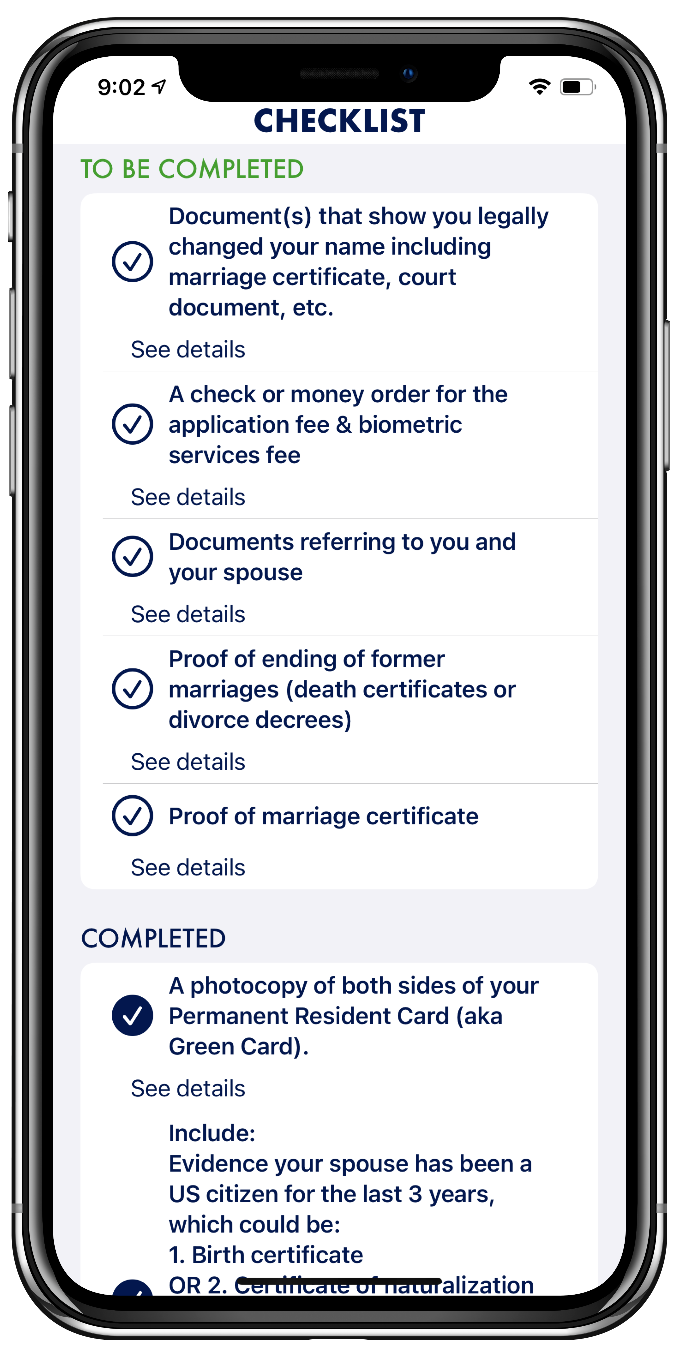 9:02
CHECKLIST
TO BE COMPLETED
Document(s) that show you legally
changed your name including
marriage certificate, court
document, etc.
See details
A check or money order for the
application fee & biometric
services fee
See details
Documents referring to you and
your spouse
See details
Proof of ending of former
marriages (death certificates or
divorce decrees)
See details
Proof of marriage certificate
See details
COMPLETED
A photocopy of both sides of your
Permanent Resident Card (aka
Green Card).
See details
Include:
Evidence your spouse has been a
US citizen for the last 3 years,
which could be:
1. Birth certificate
OR 2. Certificate of naturalization